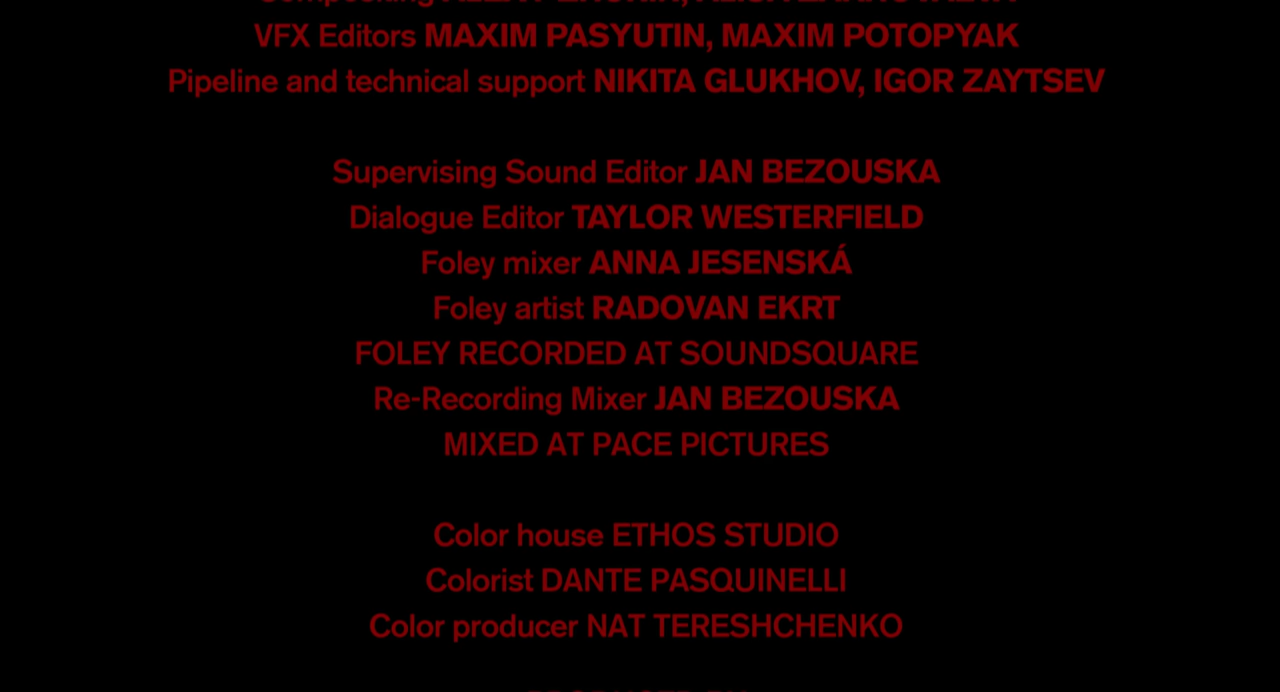 VFX Editors MAXIM PASYUTIN, MAXIM POTOPYAK
Pipeline and technical support NIKITA GLUKHOV, IGOR ZAYTSEV
Supervising Sound Editor JAN BEZOUSKA
Dialogue Editor TAYLOR WESTERFIELD
Foley mixer ANNA JESENSKÁ
Foley artist RADOVAN EKRT
FOLEY RECORDED AT SOUNDSQUARE
Re-Recording Mixer JAN BEZOUSKA
MIXED AT PACE PICTURES
Color house ETHOS STUDIO
Colorist DANTE PASQUINELLI
Color producer NAT TERESHCHENKO